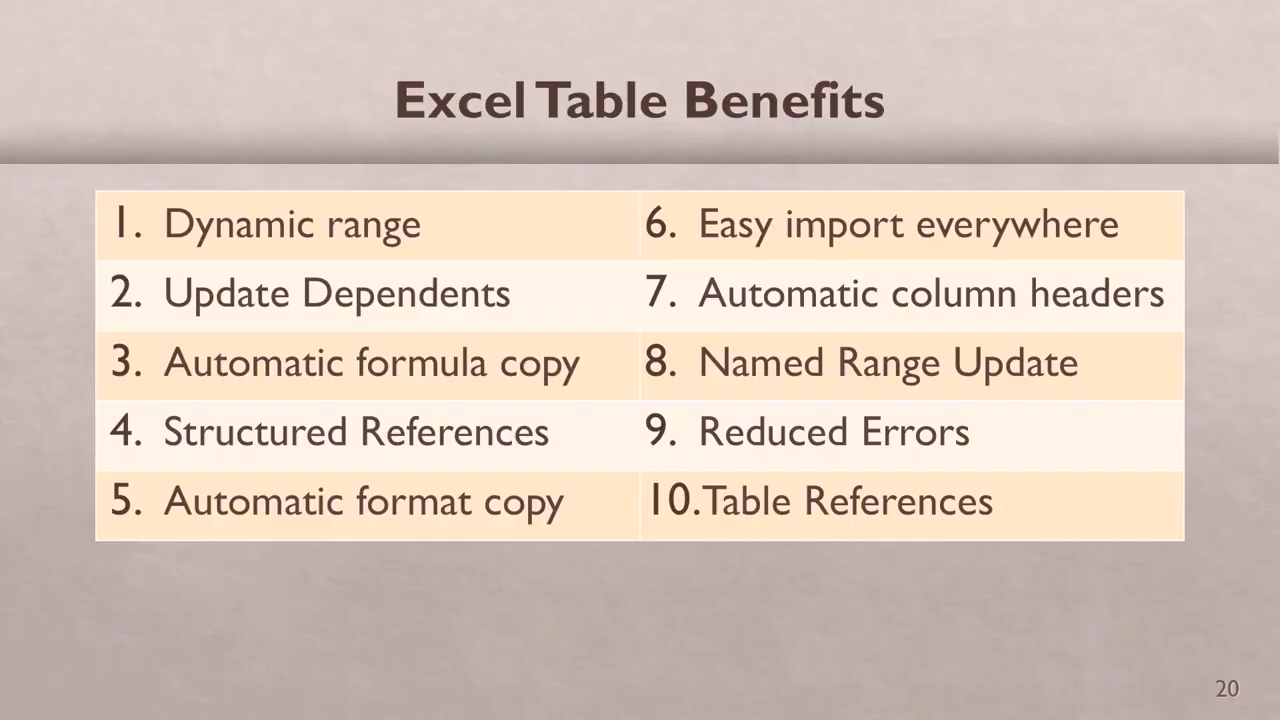 Excel Table Benefits
1. Dynamic range
2. Update Dependents
3. Automatic formula copy
4. Structured References
5. Automatic format copy
6. Easy import everywhere
7. Automatic column headers
8. Named Range Update
9. Reduced Errors
10. Table References
20